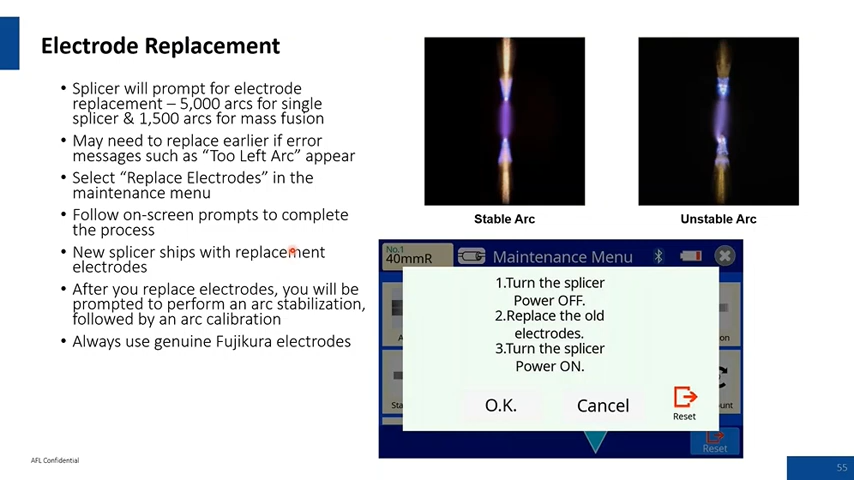 Electrode Replacement
• Splicer will prompt for electrode
replacement – 5,000 arcs for single
splicer & 1,500 arcs for mass fusion
• May need to replace earlier if error
messages such as “Too Left Arc” appear
• Select “Replace Electrodes” in the
maintenance menu
• Follow on-screen prompts to complete
the process
• New splicer ships with replacement
electrodes
• After you replace electrodes, you will be
prompted to perform an arc stabilization,
followed by an arc calibration
• Always use genuine Fujikura electrodes
Stable Arc
Unstable Arc
No.1
40mmR
Maintenance Menu
1.Turn the splicer
Power OFF.
2.Replace the old
electrodes.
3.Turn the splicer
Power ON.
O.K.
Cancel
Reset
Reset
AFL Confidential
55